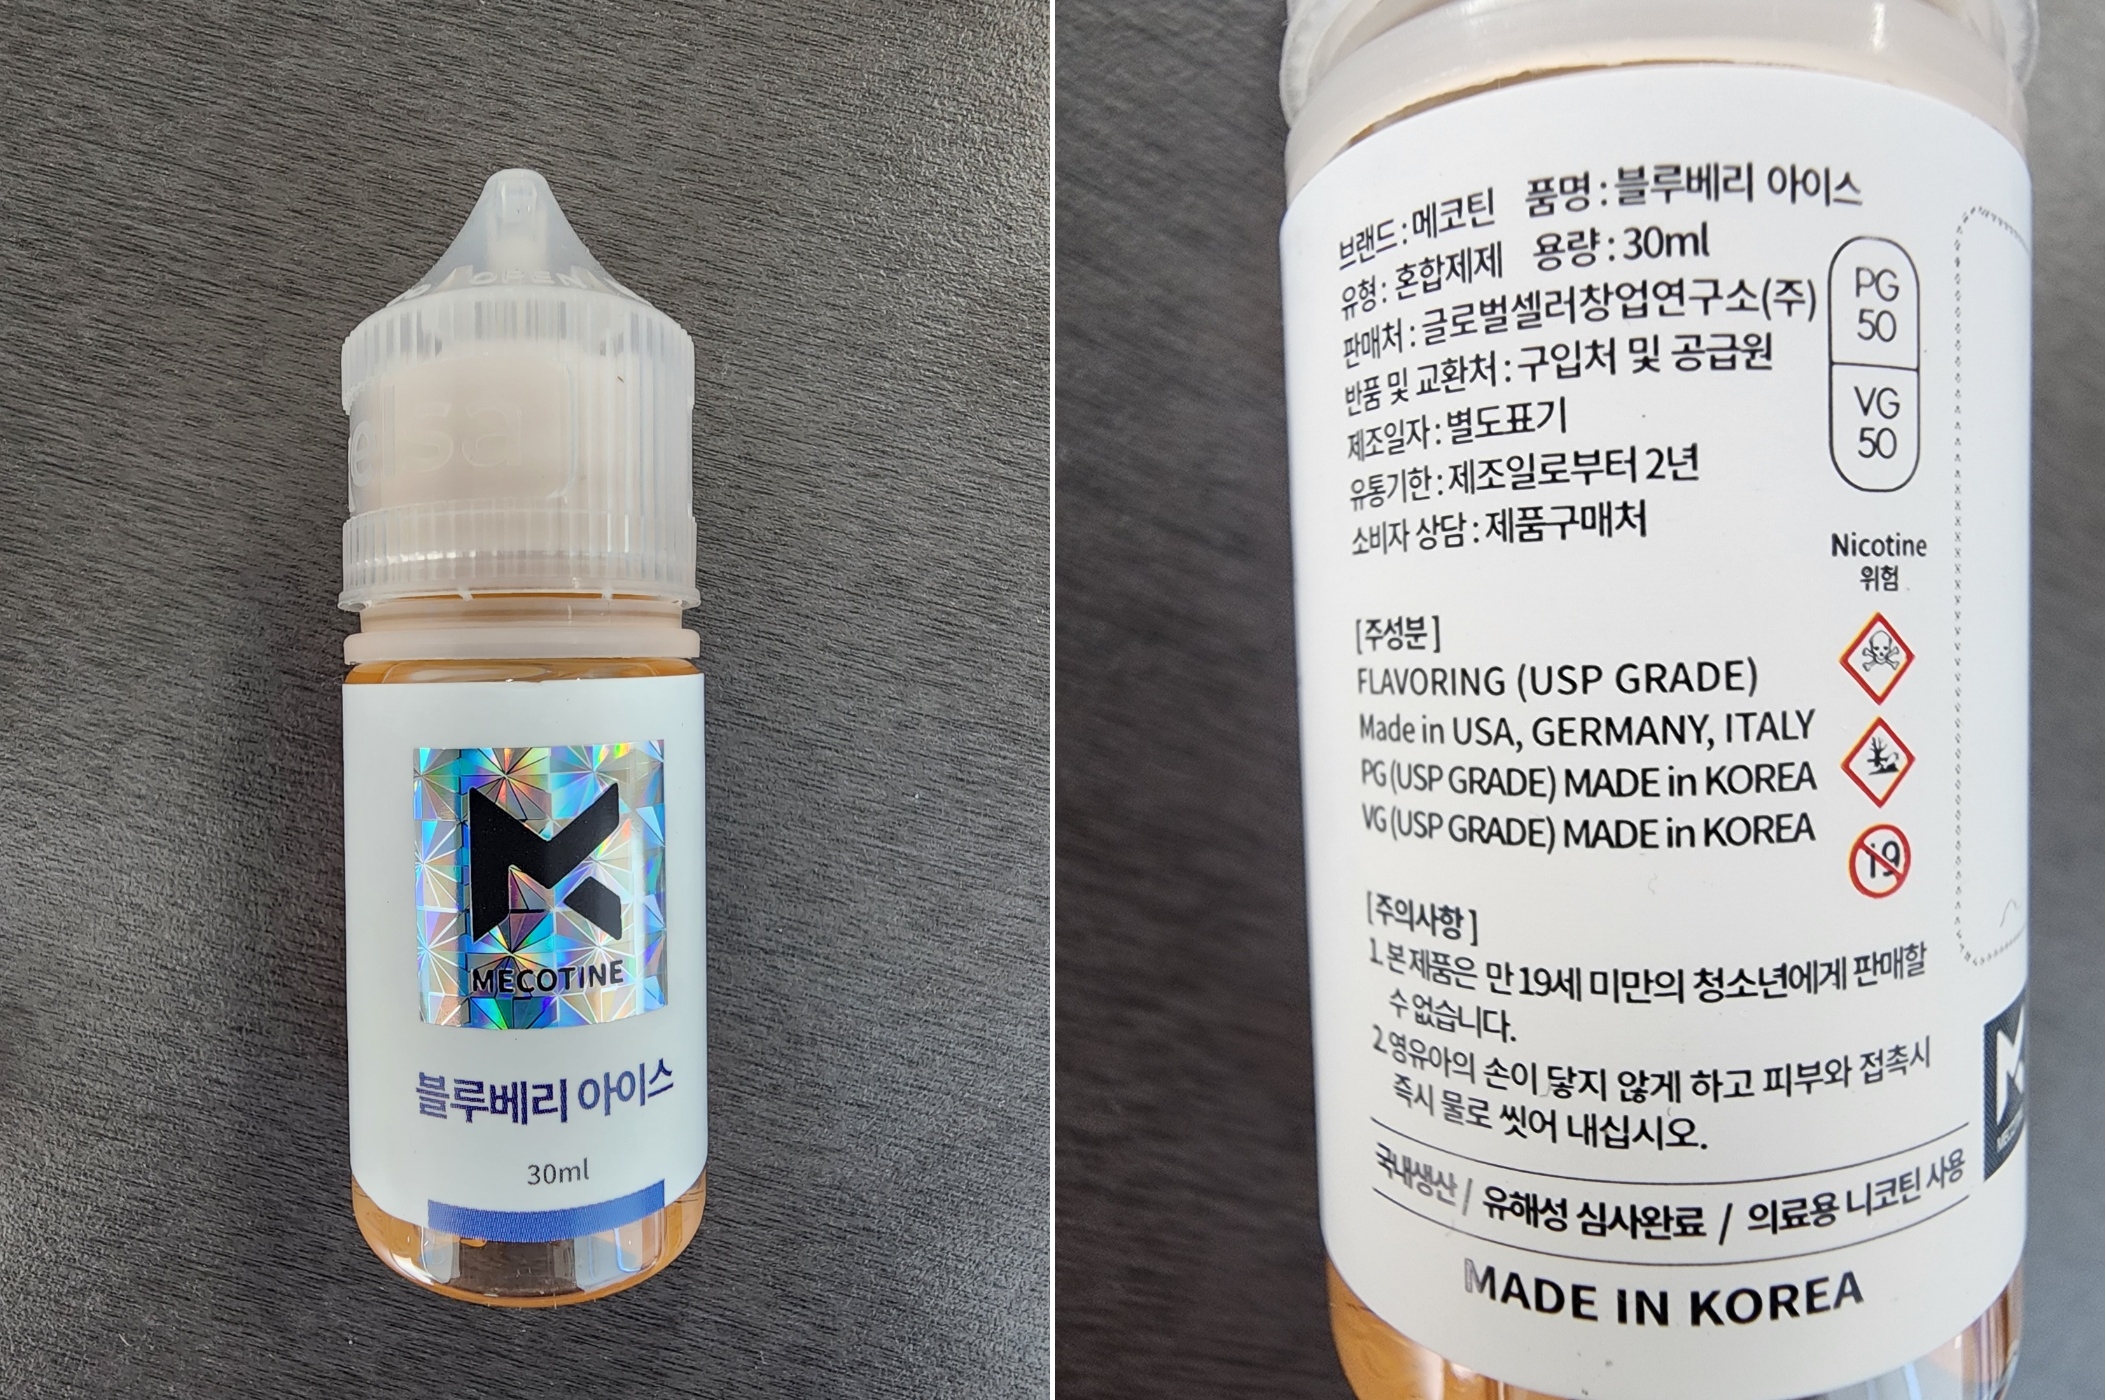 OPEN
elsa
MECOTINE
블루베리 아이스
30ml
브랜드 : 메코틴 품명 : 블루베리 아이스
유형 : 혼합제제 용량 : 30ml
판매처 : 글로벌셀러창업연구소(주)
반품 및 교환처 : 구입처 및 공급원
제조일자 : 별도표기
유통기한 : 제조일로부터 2년
소비자 상담 : 제품구매처
PG
50
VG
50
Nicotine
위험
[주성분]
FLAVORING (USP GRADE)
Made in USA, GERMANY, ITALY
PG (USP GRADE) MADE in KOREA
VG (USP GRADE) MADE in KOREA
19
[주의사항]
1. 본 제품은 만 19세 미만의 청소년에게 판매할
수 없습니다.
2. 영유아의 손이 닿지 않게 하고 피부와 접촉시
즉시 물로 씻어 내십시오.
국내생산 / 유해성 심사완료 / 의료용 니코틴 사용
MADE IN KOREA